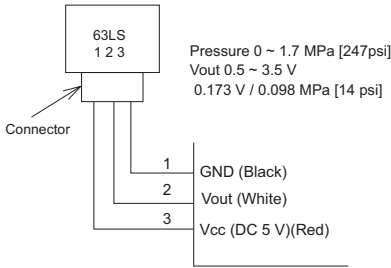 63LS
1 2 3
Pressure 0 ~ 1.7 MPa [247psi]
Vout 0.5 ~ 3.5 V
0.173 V / 0.098 MPa [14 psi]
Connector
1 GND (Black)
2 Vout (White)
3 Vcc (DC 5 V)(Red)